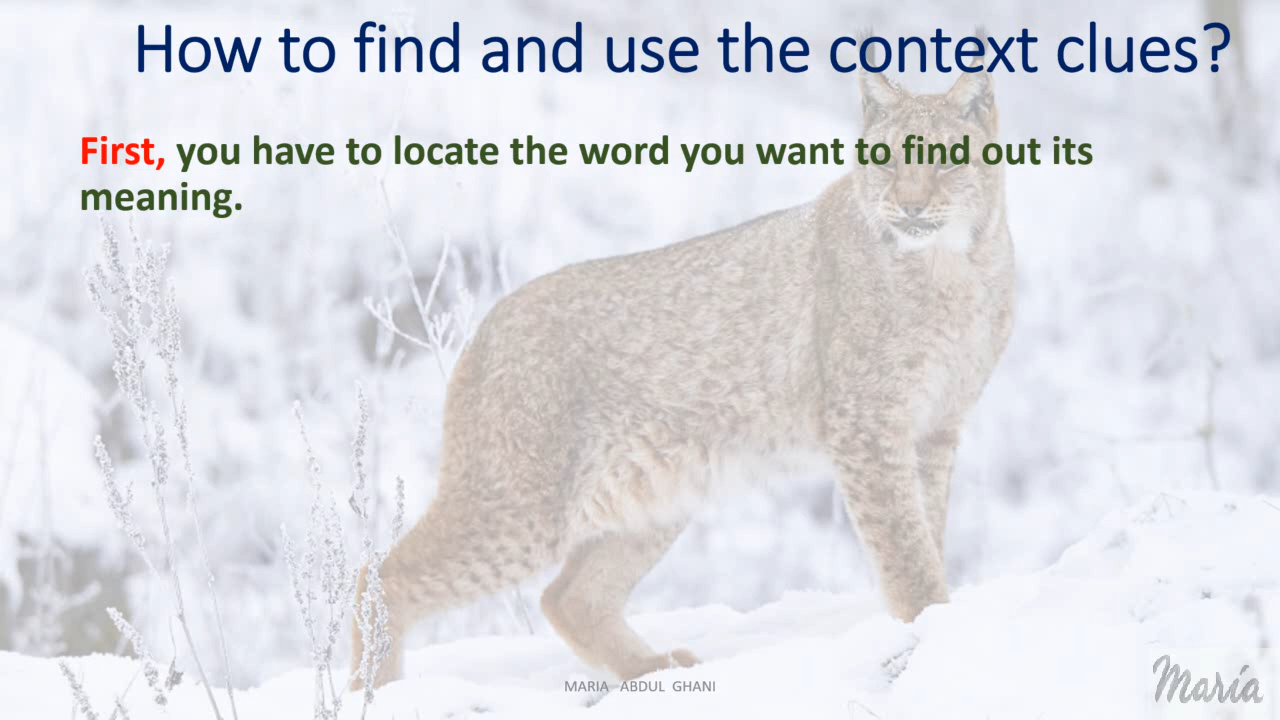 How to find and use the context clues?
First, you have to locate the word you want to find out its
meaning.
MARIA ABDUL GHANI
Maria